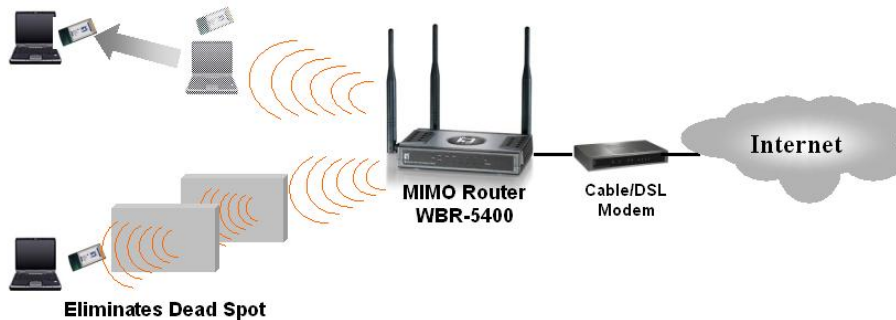 Internet
MIMO Router
WBR-5400
Cable/DSL
Modem
Eliminates Dead Spot